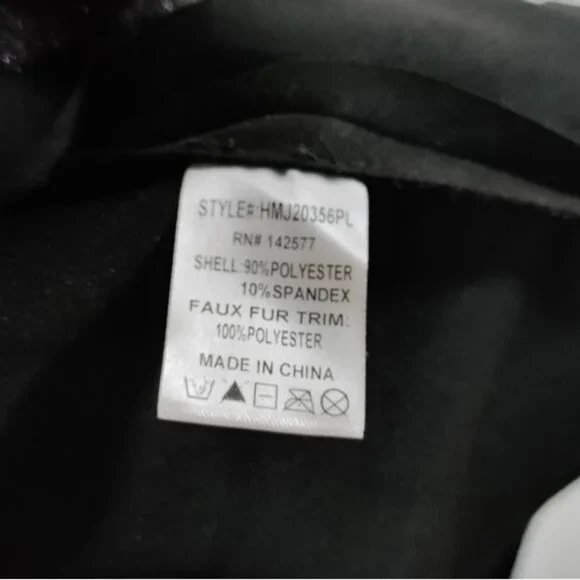 STYLE# HMJ20356PL
RN# 142577
SHELL 90%POLYESTER
10%SPANDEX
FAUX FUR TRIM:
100%POLYESTER
MADE IN CHINA